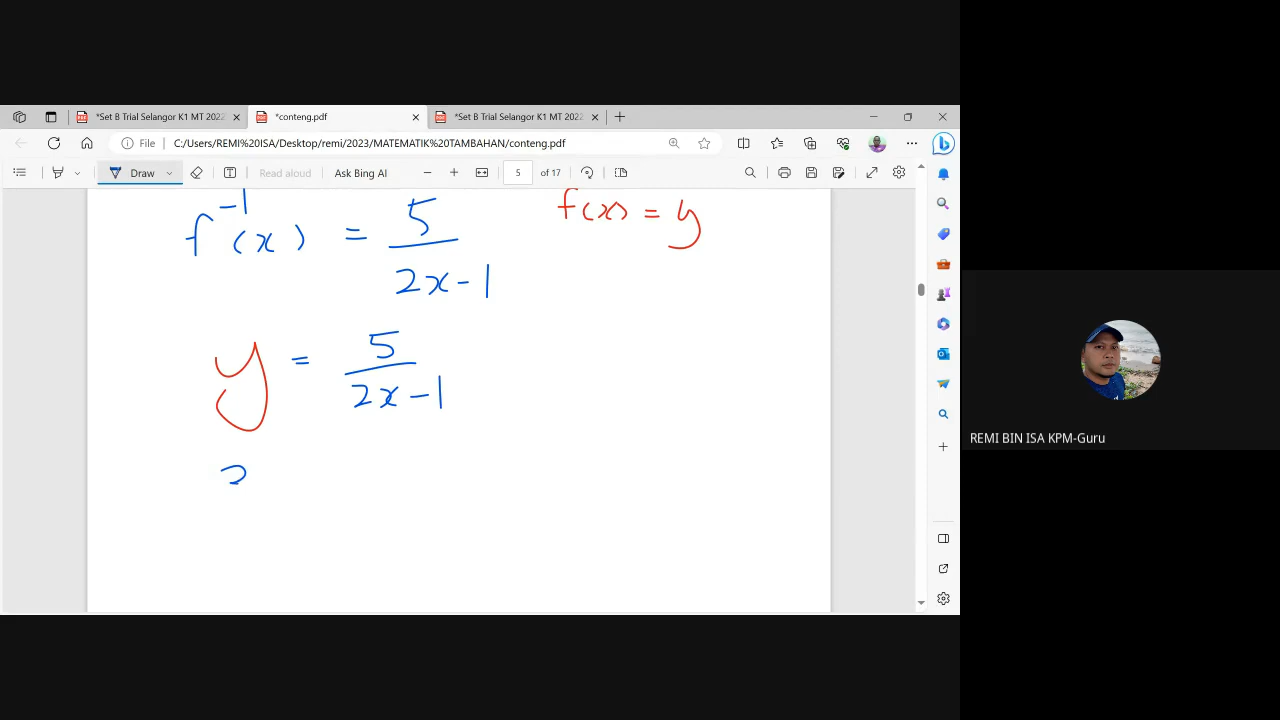 *Set B Trial Selangor K1 MT 2022
*conteng.pdf
*Set B Trial Selangor K1 MT 2022
File
C:/Users/REMI%20ISA/Desktop/remi/2023/MATEMATIK%20TAMBAHAN/conteng.pdf
Draw
Read aloud
Ask Bing AI
5
of 17
f⁻¹(x) = 5/(2x-1)
f(x) = y
y = 5/(2x-1)
REMI BIN ISA KPM-Guru